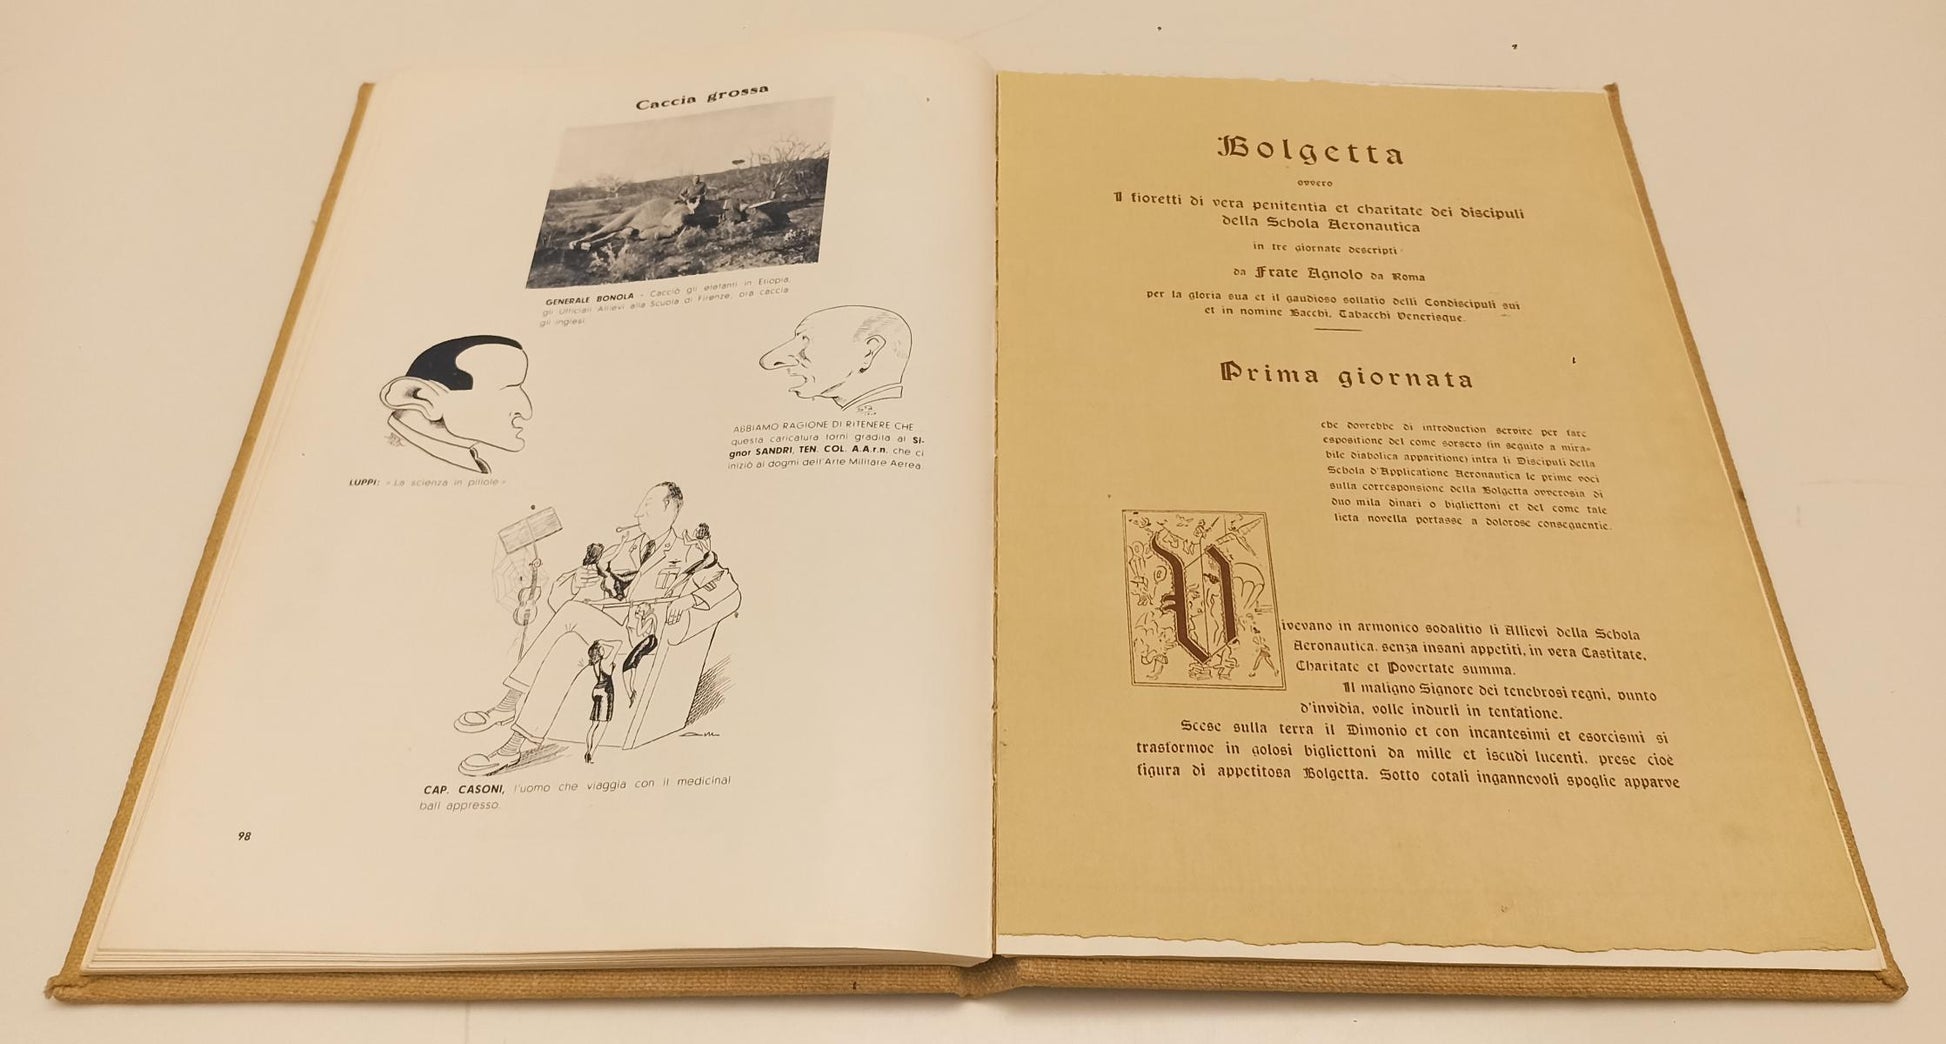 Caccia grossa
GENERALE BONOLA - Cacciò gli elefanti in Etiopia,
gli Ufficiali Allievi alla Scuola di Firenze, ora caccia
gli inglesi.
LUPPI: « La scienza in pillole »
ABBIAMO RAGIONE DI RITENERE CHE
questa caricatura torni gradita al Si-
gnor SANDRI, TEN. COL. A.A.r.n. che ci
iniziò ai dogmi dell'Arte Militare Aerea.
CAP. CASONI, l'uomo che viaggia con il medicinal
ball appresso.
98
Bolgetta
ovvero
I fioretti di vera penitentia et charitate dei discipuli
della Schola Aeronautica
in tre giornate descripti
da Frate Agnolo da Roma
per la gloria sua et il gaudioso sollatio delli Condiscipuli sui
et in nomine Bacchi, Tabacchi Venerisque.
Prima giornata
che dovrebbe di introduction servire per fare
espositione del come sorsero (in seguito a mira-
bile diabolica apparitione) intra li Discipuli della
Schola d'Applicatione Aeronautica le prime voci
sulla corresponsione della Bolgetta ovverosia di
duo mila dinari o bigliettoni et del come tale
lieta novella portasse a dolorose conseguentie.
Vivevano in armonico sodalitio li Allievi della Schola
Aeronautica, senza insani appetiti, in vera Castitate,
Charitate et Povertate summa.
Il maligno Signore dei tenebrosi regni, punto
d'invidia, volle indurli in tentatione.
Scese sulla terra il Dimonio et con incantesimi et esorcismi si
trasformoe in golosi bigliettoni da mille et iscudi lucenti, prese cioè
figura di appetitosa Bolgetta. Sotto cotali ingannevoli spoglie apparve